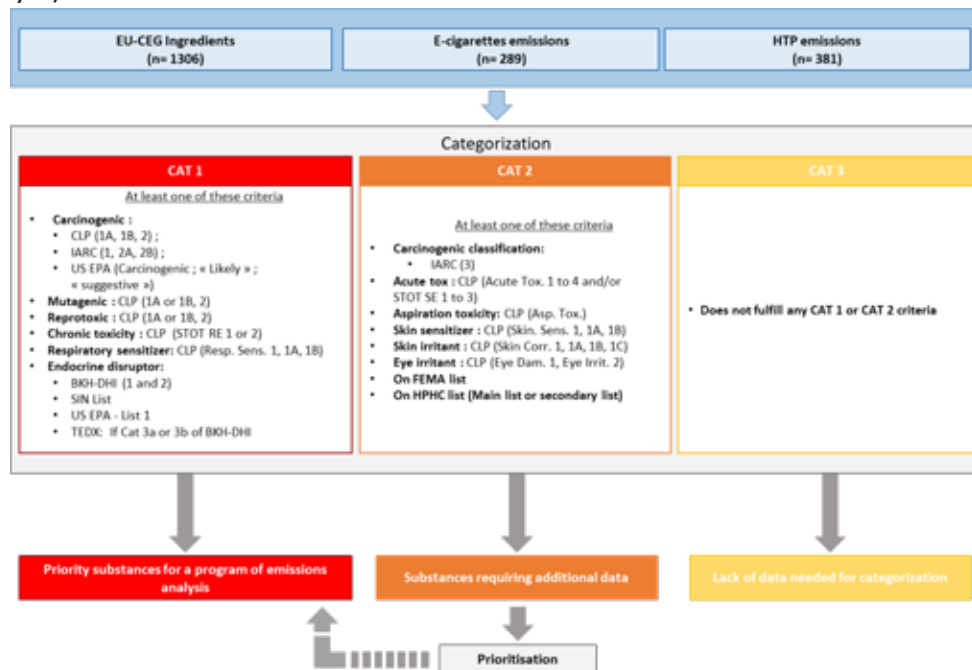 EU-CEG Ingredients
(n= 1306)
E-cigarettes emissions
(n= 289)
HTP emissions
(n= 381)
Categorization
CAT 1
At least one of these criteria
• Carcinogenic :
• CLP (1A, 1B, 2) ;
• IARC (1, 2A, 2B) ;
• US EPA (Carcinogenic ; « Likely » ;
« suggestive »)
• Mutagenic : CLP (1A or 1B, 2)
• Reprotoxic : CLP (1A or 1B, 2)
• Chronic toxicity : CLP (STOT RE 1 or 2)
• Respiratory sensitizer: CLP (Resp. Sens. 1, 1A, 1B)
• Endocrine disruptor:
• BKH-DHI (1 and 2)
• SIN List
• US EPA - List 1
• TEDX: If Cat 3a or 3b of BKH-DHI
CAT 2
At least one of these criteria
• Carcinogenic classification:
• IARC (3)
• Acute tox : CLP (Acute Tox. 1 to 4 and/or
STOT SE 1 to 3)
• Aspiration toxicity: CLP (Asp. Tox.)
• Skin sensitizer : CLP (Skin. Sens. 1, 1A, 1B)
• Skin irritant : CLP (Skin Corr. 1, 1A, 1B, 1C)
• Eye irritant : CLP (Eye Dam. 1, Eye Irrit. 2)
• On FEMA list
• On HPHC list (Main list or secondary list)
CAT 3
• Does not fulfill any CAT 1 or CAT 2 criteria
Priority substances for a program of emissions
analysis
Substances requiring additional data
Lack of data needed for categorization
Prioritisation